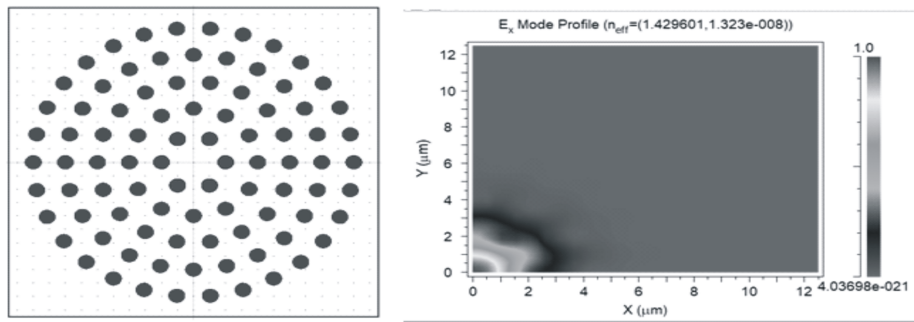 Ex Mode Profile (neff=(1.429601,1.323e-008))
1.0
12
10
8
6
4
2
0
Y (μm)
0 2 4 6 8 10 12
4.03698e-021
X (μm)